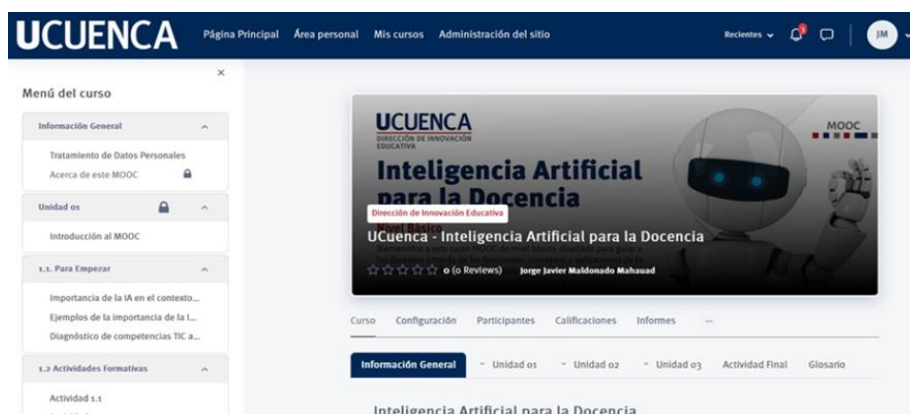 UCUENCA
Página Principal Área personal Mis cursos Administración del sitio
Recientes
JM
Menú del curso
Información General
Tratamiento de Datos Personales
Acerca de este MOOC
Unidad 01
Introducción al MOOC
1.1. Para Empezar
Importancia de la IA en el contexto...
Ejemplos de la importancia de la I...
Diagnóstico de competencias TIC a...
1.2 Actividades Formativas
Actividad 1.1
UCUENCA
DIRECCIÓN DE INNOVACIÓN
EDUCATIVA
MOOC
Inteligencia Artificial
para la Docencia
Dirección de Innovación Educativa
Nivel Básico
UCuenca - Inteligencia Artificial para la Docencia
0 (0 Reviews) Jorge Javier Maldonado Mahauad
Curso Configuración Participantes Calificaciones Informes ...
Información General Unidad 01 Unidad 02 Unidad 03 Actividad Final Glosario
Inteligencia Artificial para la Docencia